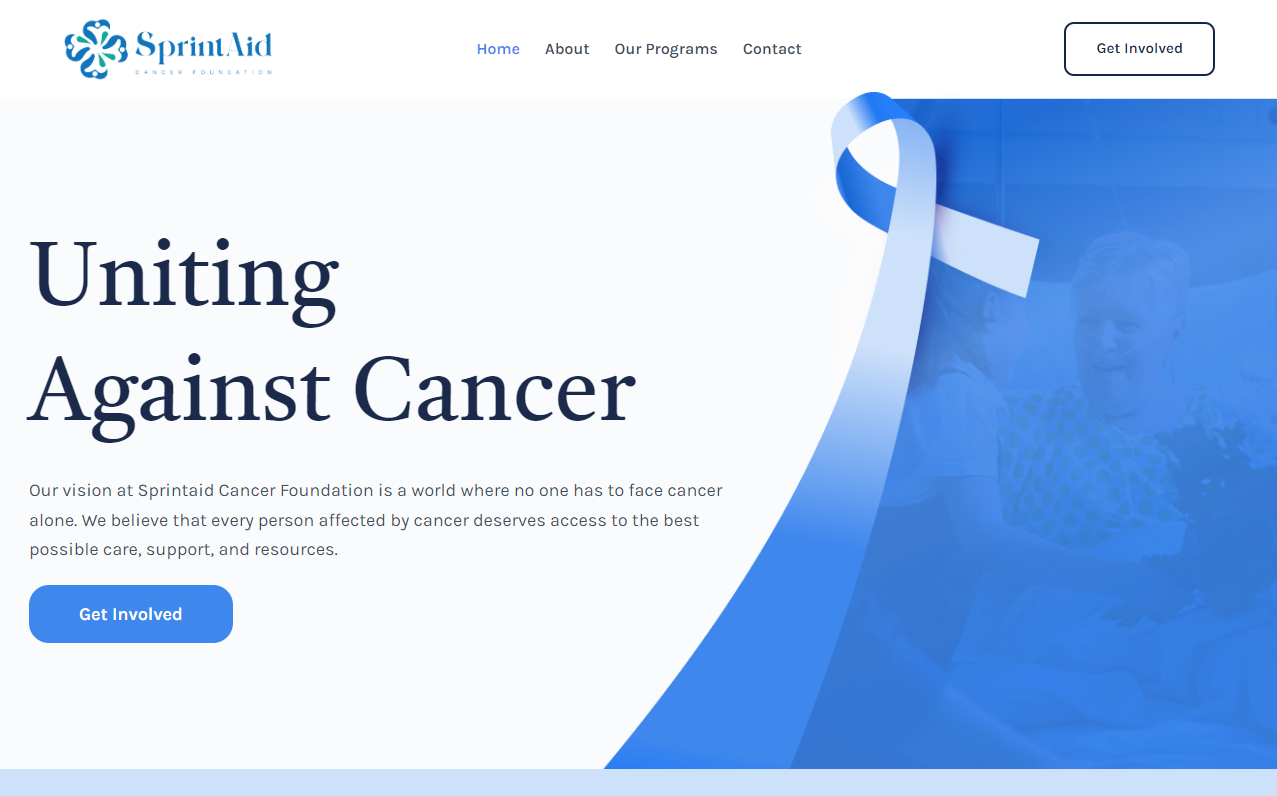 SprintAid
CANCER FOUNDATION
Home
About
Our Programs
Contact
Get Involved
Uniting
Against Cancer
Our vision at Sprintaid Cancer Foundation is a world where no one has to face cancer
alone. We believe that every person affected by cancer deserves access to the best
possible care, support, and resources.
Get Involved